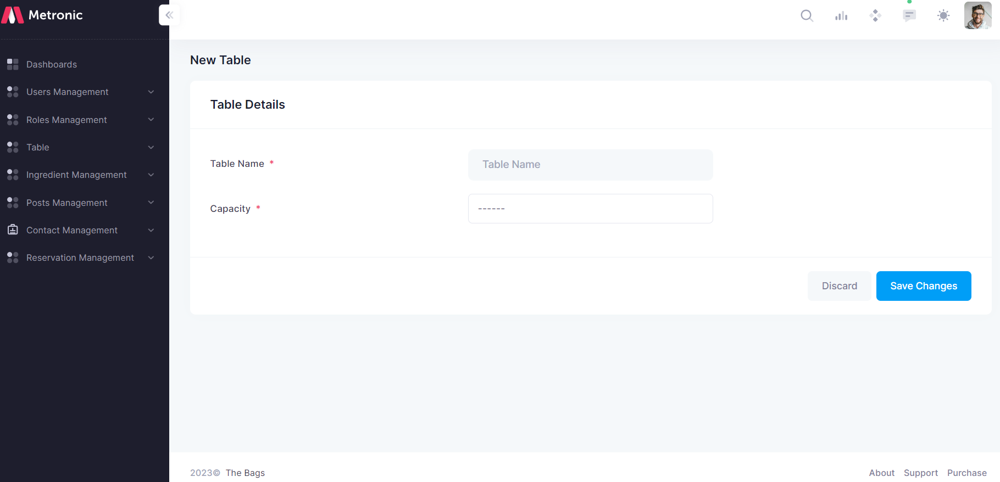 Metronic
Dashboards
Users Management
Roles Management
Table
Ingredient Management
Posts Management
Contact Management
Reservation Management
New Table
Table Details
Table Name *
Table Name
Capacity *
------
Discard
Save Changes
2023© The Bags
About Support Purchase